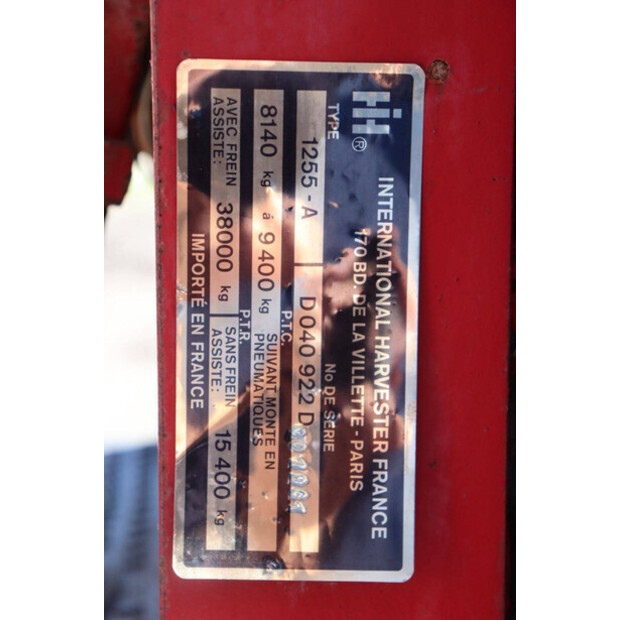 INTERNATIONAL HARVESTER FRANCE
170 BD. DE LA VILLETTE - PARIS
TYPE No DE SERIE
1255 - A D 040 922 D
P.T.C.
8140 kg á 9 400 kg SUIVANT MONTE EN PNEUMATIQUES
P.T.R.
AVEC FREIN ASSISTE: 38000 kg SANS FREIN ASSISTE: 15 400 kg
IMPORTÉ EN FRANCE